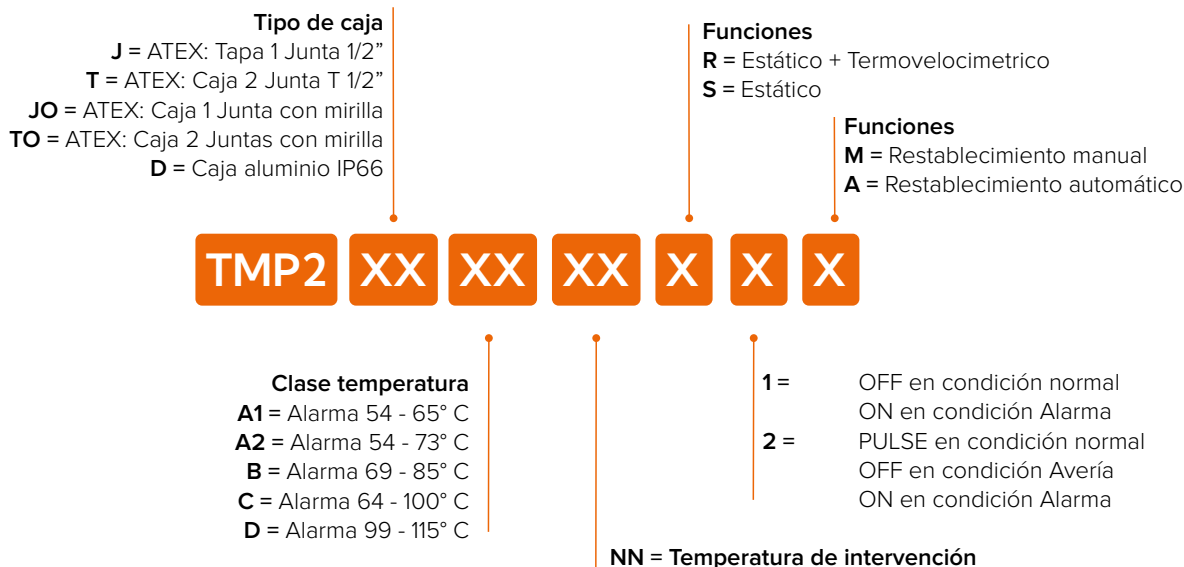 Tipo de caja
J = ATEX: Tapa 1 Junta 1/2”
T = ATEX: Caja 2 Junta T 1/2”
JO = ATEX: Caja 1 Junta con mirilla
TO = ATEX: Caja 2 Juntas con mirilla
D = Caja aluminio IP66
Funciones
R = Estático + Termovelocimetrico
S = Estático
Funciones
M = Restablecimiento manual
A = Restablecimiento automático
TMP2 XX XX XX X X X
Clase temperatura
A1 = Alarma 54 - 65° C
A2 = Alarma 54 - 73° C
B = Alarma 69 - 85° C
C = Alarma 64 - 100° C
D = Alarma 99 - 115° C
1 = OFF en condición normal
ON en condición Alarma
2 = PULSE en condición normal
OFF en condición Avería
ON en condición Alarma
NN = Temperatura de intervención